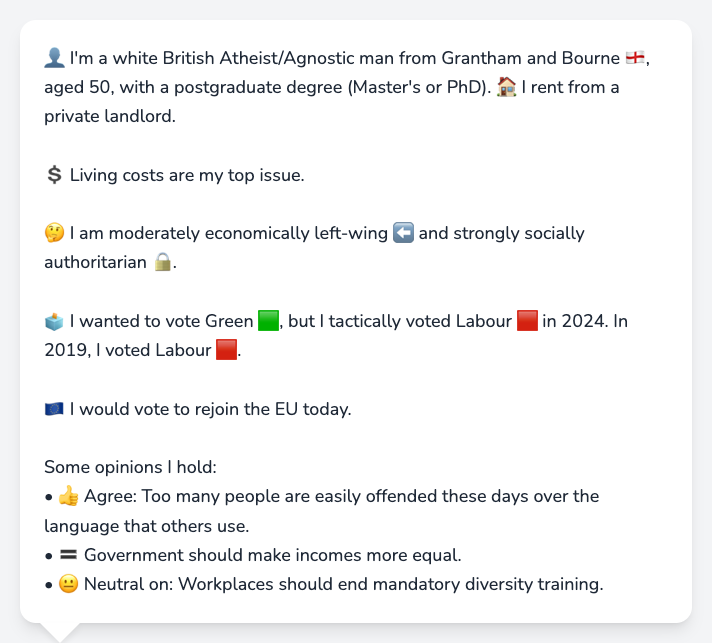 👤 I'm a white British Atheist/Agnostic man from Grantham and Bourne 🏴󠁧󠁢󠁥󠁮󠁧󠁿,
aged 50, with a postgraduate degree (Master's or PhD). 🏠 I rent from a
private landlord.
💲 Living costs are my top issue.
🤔 I am moderately economically left-wing ⬅️ and strongly socially
authoritarian 🔒.
🗳️ I wanted to vote Green 🟩, but I tactically voted Labour 🟥 in 2024. In
2019, I voted Labour 🟥.
🇪🇺 I would vote to rejoin the EU today.
Some opinions I hold:
• 👍 Agree: Too many people are easily offended these days over the
language that others use.
• 🟰 Government should make incomes more equal.
• 😐 Neutral on: Workplaces should end mandatory diversity training.